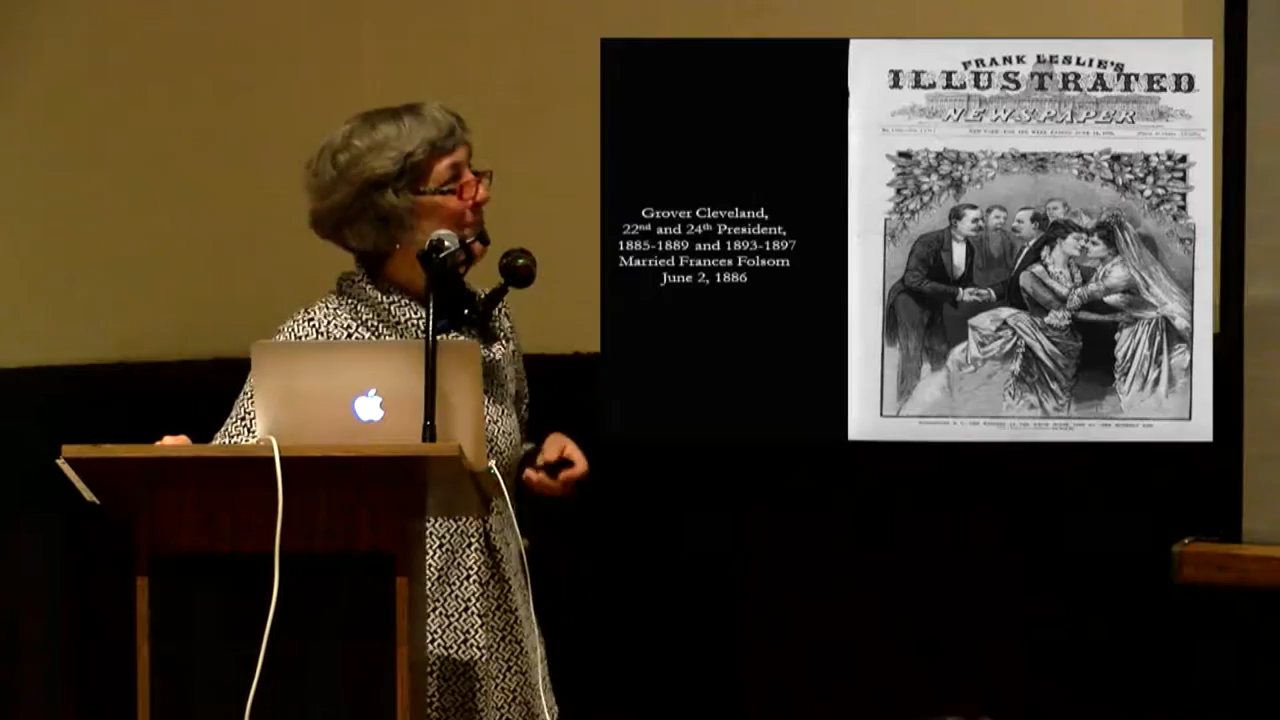 Grover Cleveland,
22nd and 24th President,
1885-1889 and 1893-1897
Married Frances Folsom
June 2, 1886
FRANK LESLIE'S
ILLUSTRATED
NEWSPAPER